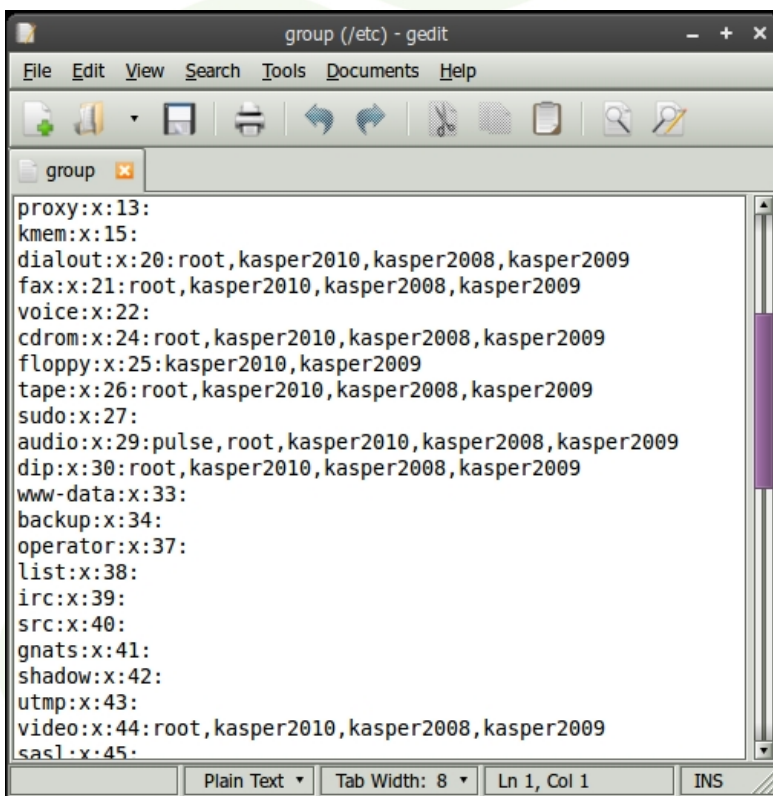 group (/etc) - gedit
File Edit View Search Tools Documents Help
group
proxy:x:13:
kmem:x:15:
dialout:x:20:root,kasper2010,kasper2008,kasper2009
fax:x:21:root,kasper2010,kasper2008,kasper2009
voice:x:22:
cdrom:x:24:root,kasper2010,kasper2008,kasper2009
floppy:x:25:kasper2010,kasper2009
tape:x:26:root,kasper2010,kasper2008,kasper2009
sudo:x:27:
audio:x:29:pulse,root,kasper2010,kasper2008,kasper2009
dip:x:30:root,kasper2010,kasper2008,kasper2009
www-data:x:33:
backup:x:34:
operator:x:37:
list:x:38:
irc:x:39:
src:x:40:
gnats:x:41:
shadow:x:42:
utmp:x:43:
video:x:44:root,kasper2010,kasper2008,kasper2009
sasl:x:45:
Plain Text Tab Width: 8 Ln 1, Col 1 INS